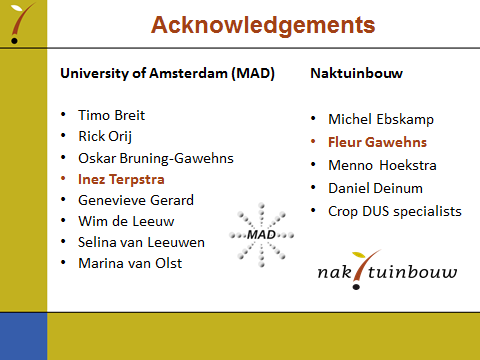 Acknowledgements
University of Amsterdam (MAD)
• Timo Breit
• Rick Orij
• Oskar Bruning-Gawehns
• Inez Terpstra
• Genevieve Gerard
• Wim de Leeuw
• Selina van Leeuwen
• Marina van Olst
MAD
Naktuinbouw
• Michel Ebskamp
• Fleur Gawehns
• Menno Hoekstra
• Daniel Deinum
• Crop DUS specialists
naktuinbouw